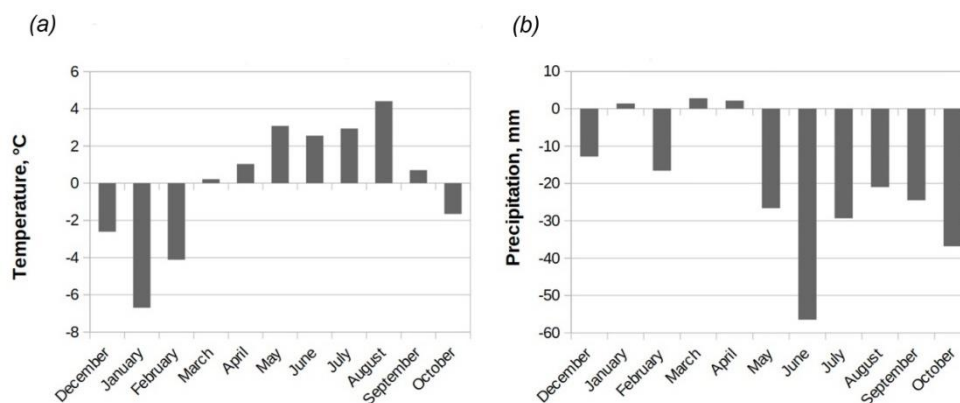 (a)
Temperature, °C
6
4
2
0
-2
-4
-6
-8
December
January
February
March
April
May
June
July
August
September
October
(b)
Precipitation, mm
10
0
-10
-20
-30
-40
-50
-60
December
January
February
March
April
May
June
July
August
September
October